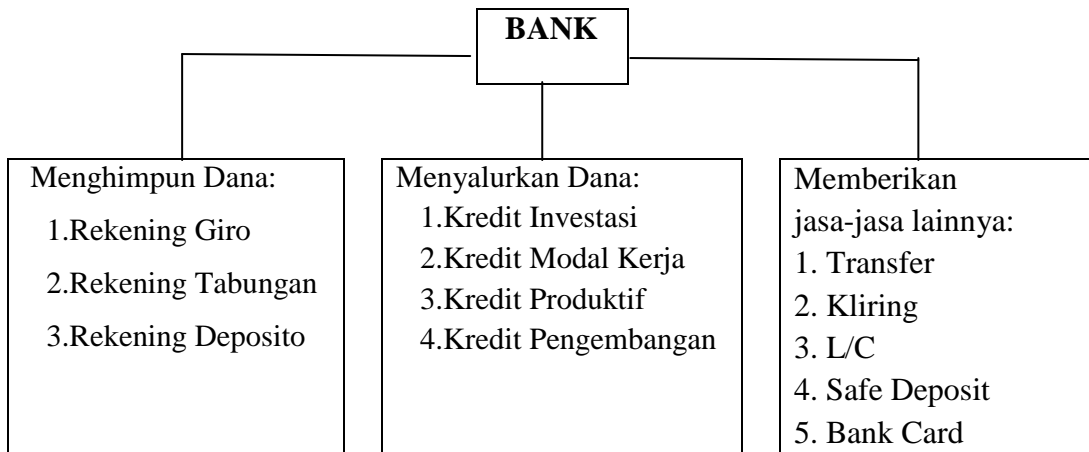 BANK
Menghimpun Dana:
1.Rekening Giro
2.Rekening Tabungan
3.Rekening Deposito
Menyalurkan Dana:
1.Kredit Investasi
2.Kredit Modal Kerja
3.Kredit Produktif
4.Kredit Pengembangan
Memberikan
jasa-jasa lainnya:
1. Transfer
2. Kliring
3. L/C
4. Safe Deposit
5. Bank Card